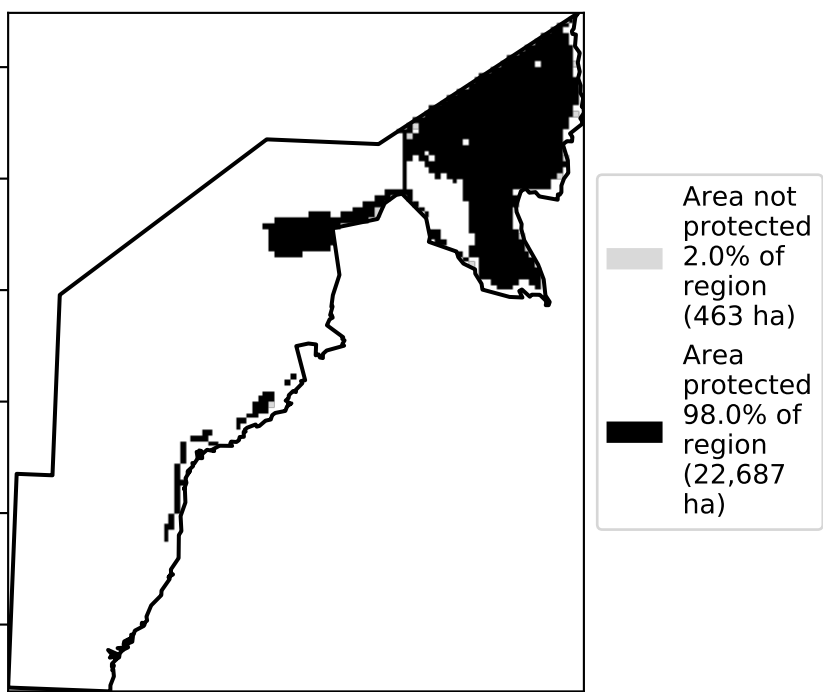 Area not
protected
2.0% of
region
(463 ha)
Area
protected
98.0% of
region
(22,687
ha)